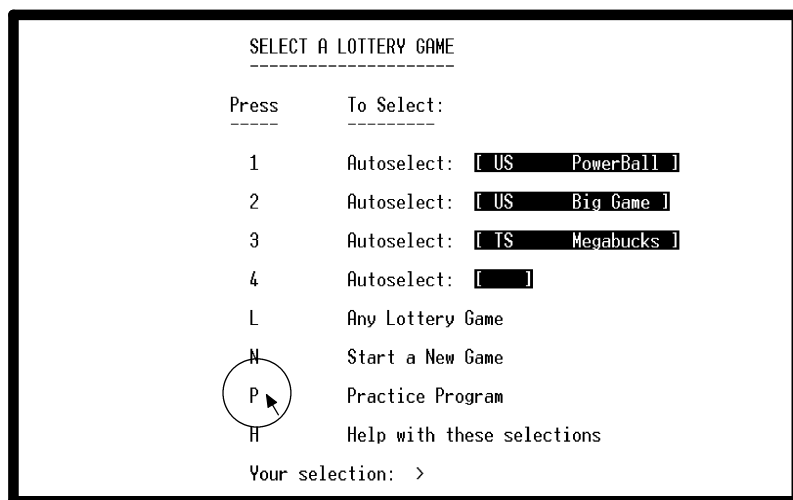 SELECT A LOTTERY GAME
---------------------
Press To Select:
----- ---------
1 Autoselect: [ US PowerBall ]
2 Autoselect: [ US Big Game ]
3 Autoselect: [ TS Megabucks ]
4 Autoselect: [ ]
L Any Lottery Game
N Start a New Game
P Practice Program
H Help with these selections
Your selection: >